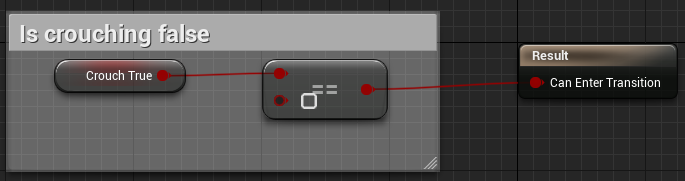 Is crouching false
Result
Crouch True
==
Can Enter Transition